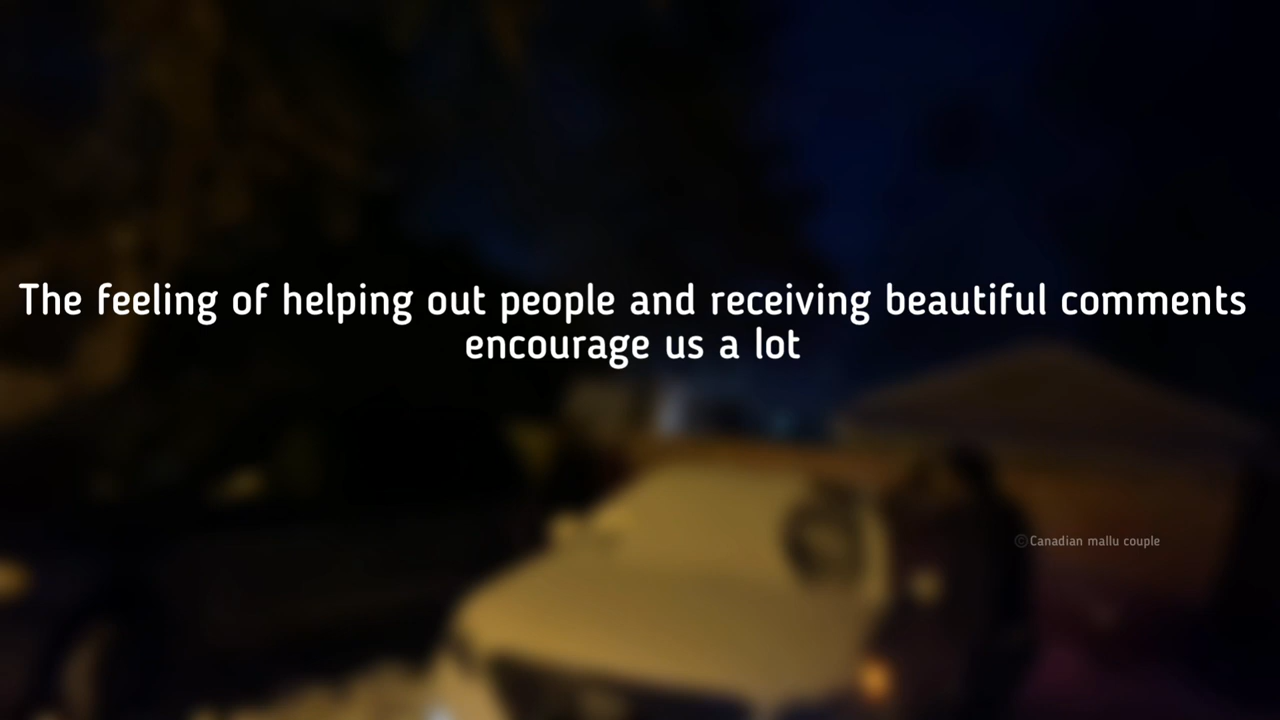 The feeling of helping out people and receiving beautiful comments
encourage us a lot
©Canadian mallu couple